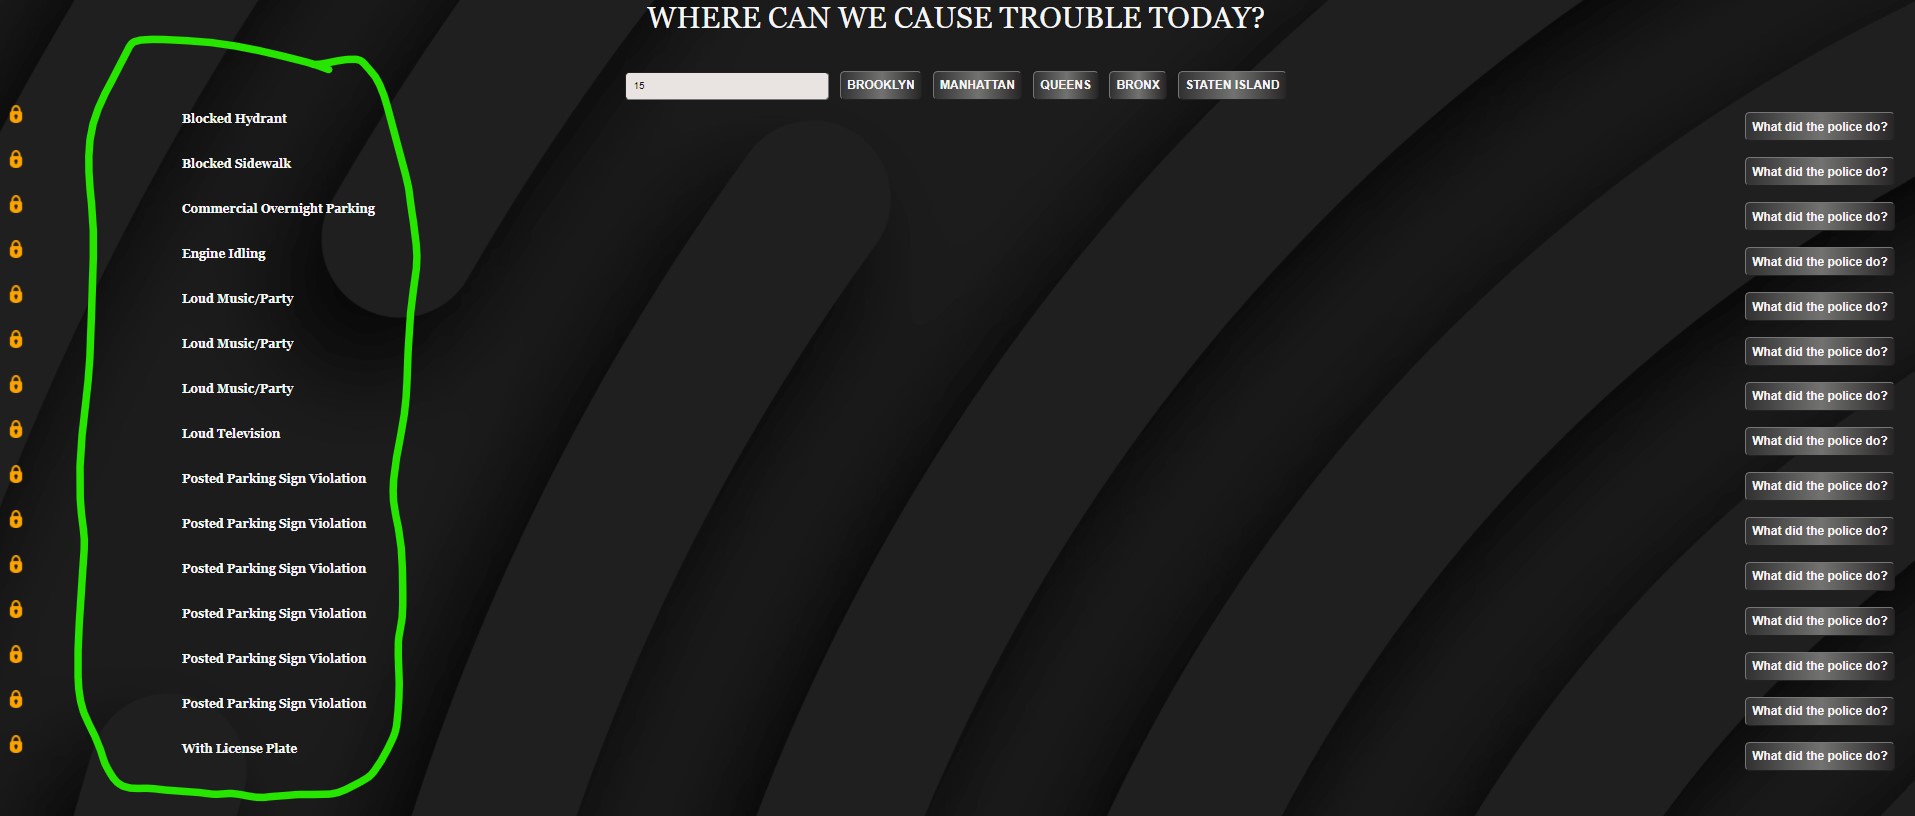 WHERE CAN WE CAUSE TROUBLE TODAY?
15 BROOKLYN MANHATTAN QUEENS BRONX STATEN ISLAND
Blocked Hydrant What did the police do?
Blocked Sidewalk What did the police do?
Commercial Overnight Parking What did the police do?
Engine Idling What did the police do?
Loud Music/Party What did the police do?
Loud Music/Party What did the police do?
Loud Music/Party What did the police do?
Loud Television What did the police do?
Posted Parking Sign Violation What did the police do?
Posted Parking Sign Violation What did the police do?
Posted Parking Sign Violation What did the police do?
Posted Parking Sign Violation What did the police do?
Posted Parking Sign Violation What did the police do?
Posted Parking Sign Violation What did the police do?
With License Plate What did the police do?